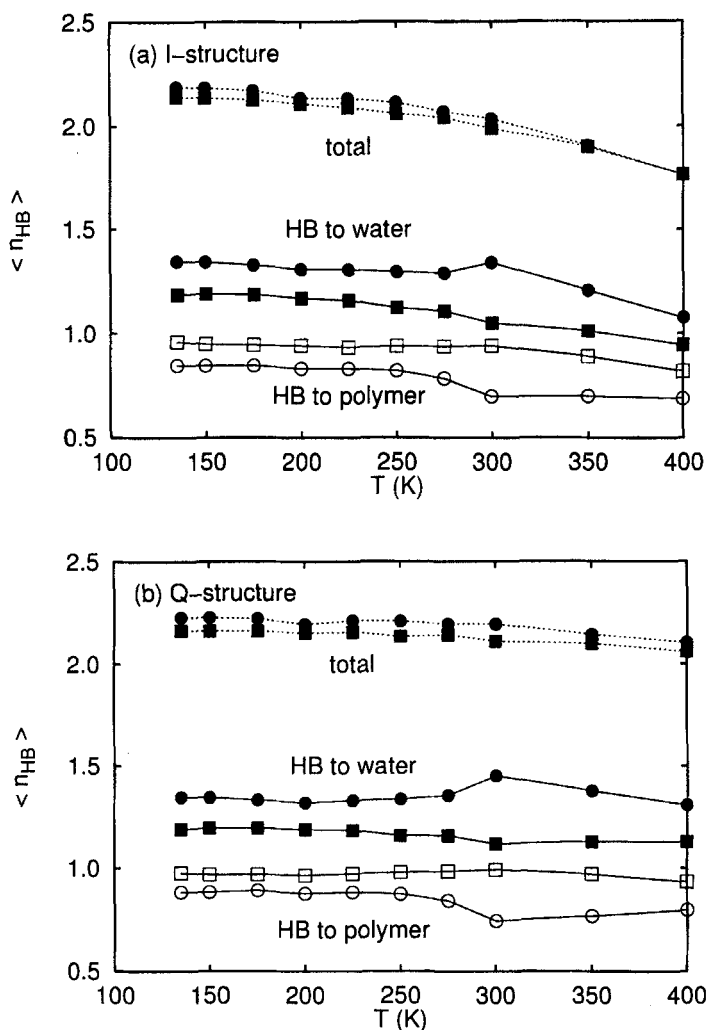 2.5
(a) I–structure
2.0
total
HB to water
1.5
< nHB >
1.0
HB to polymer
0.5
100 150 200 250 300 350 400
T (K)
2.5
(b) Q–structure
2.0
total
HB to water
1.5
< nHB >
1.0
HB to polymer
0.5
100 150 200 250 300 350 400
T (K)